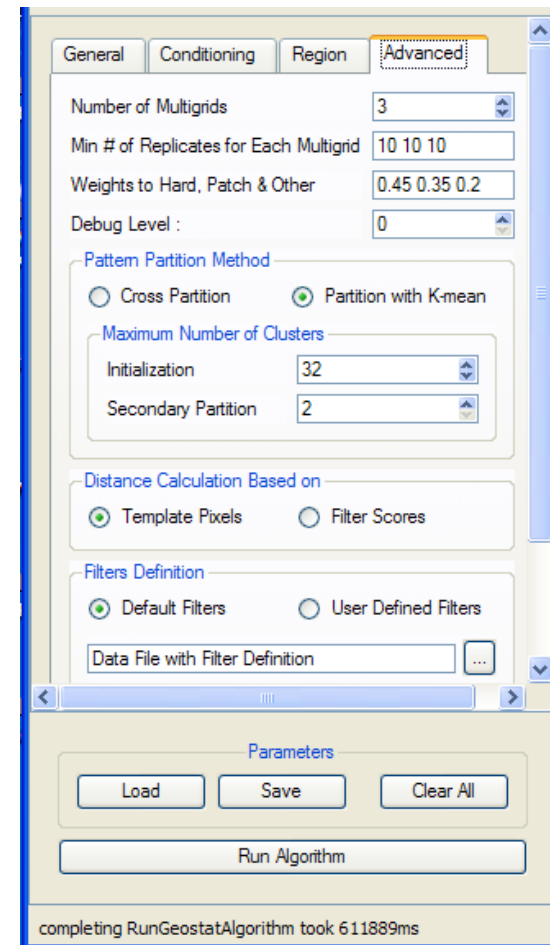 General Conditioning Region Advanced
Number of Multigrids 3
Min # of Replicates for Each Multigrid 10 10 10
Weights to Hard, Patch & Other 0.45 0.35 0.2
Debug Level : 0
Pattern Partition Method
Cross Partition Partition with K-mean
Maximum Number of Clusters
Initialization 32
Secondary Partition 2
Distance Calculation Based on
Template Pixels Filter Scores
Filters Definition
Default Filters User Defined Filters
Data File with Filter Definition ...
Parameters
Load Save Clear All
Run Algorithm
completing RunGeostatAlgorithm took 611889ms